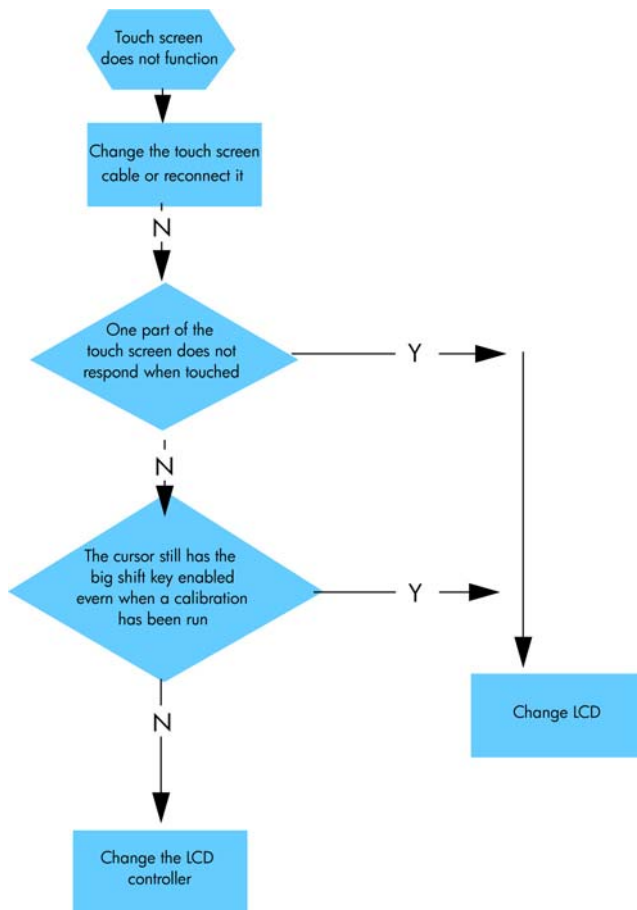 Touch screen
does not function
Change the touch screen
cable or reconnect it
N
One part of the
touch screen does not
respond when touched
Y
N
The cursor still has the
big shift key enabled
evern when a calibration
has been run
Y
N
Change LCD
Change the LCD
controller